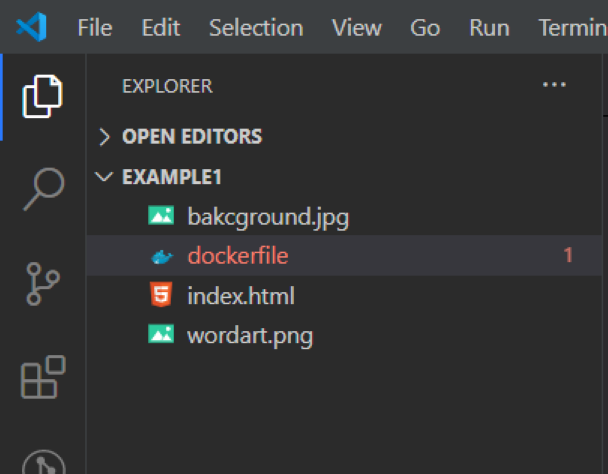 File Edit Selection View Go Run Termin
EXPLORER ...
OPEN EDITORS
EXAMPLE1
bakcground.jpg
dockerfile 1
index.html
wordart.png